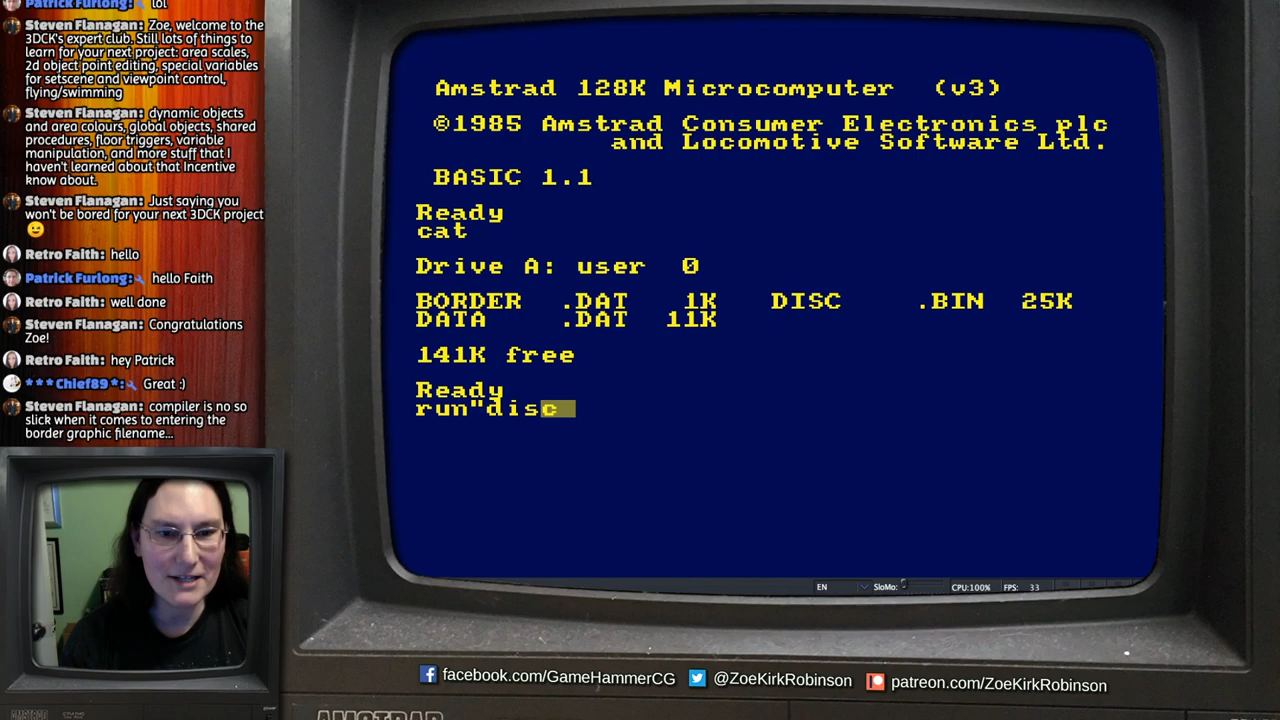 Patrick Furlong: lol
Steven Flanagan: Zoe, welcome to the
3DCK's expert club. Still lots of things to
learn for your next project: area scales,
2d object point editing, special variables
for setscene and viewpoint control,
flying/swimming
Steven Flanagan: dynamic objects
and area colours, global objects, shared
procedures, floor triggers, variable
manipulation, and more stuff that I
haven't learned about that Incentive
know about.
Steven Flanagan: Just saying you
won't be bored for your next 3DCK project
Retro Faith: hello
Patrick Furlong: hello Faith
Retro Faith: well done
Steven Flanagan: Congratulations
Zoe!
Retro Faith: hey Patrick
***Chief89*: Great :)
Steven Flanagan: compiler is no so
slick when it comes to entering the
border graphic filename...
Amstrad 128K Microcomputer (v3)
©1985 Amstrad Consumer Electronics plc
and Locomotive Software Ltd.
BASIC 1.1
Ready
cat
Drive A: user 0
BORDER .DAT 1K DISC .BIN 25K
DATA .DAT 11K
141K free
Ready
run"disc
EN SloMo: CPU:100% FPS: 33
facebook.com/GameHammerCG @ZoeKirkRobinson patreon.com/ZoeKirkRobinson
AMSTRAD